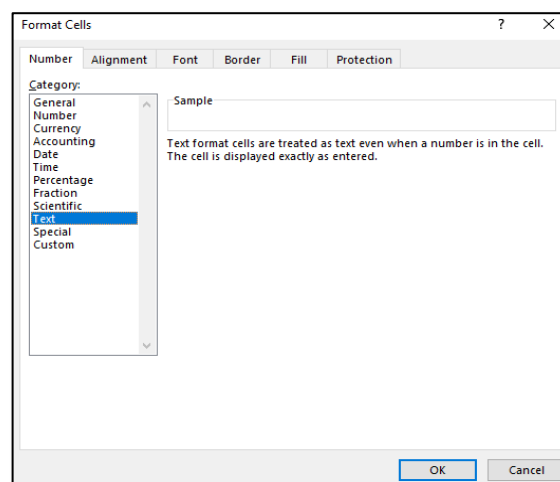 Format Cells ? ×
Number Alignment Font Border Fill Protection
Category:
General
Number
Currency
Accounting
Date
Time
Percentage
Fraction
Scientific
Text
Special
Custom
Sample
Text format cells are treated as text even when a number is in the cell.
The cell is displayed exactly as entered.
OK Cancel